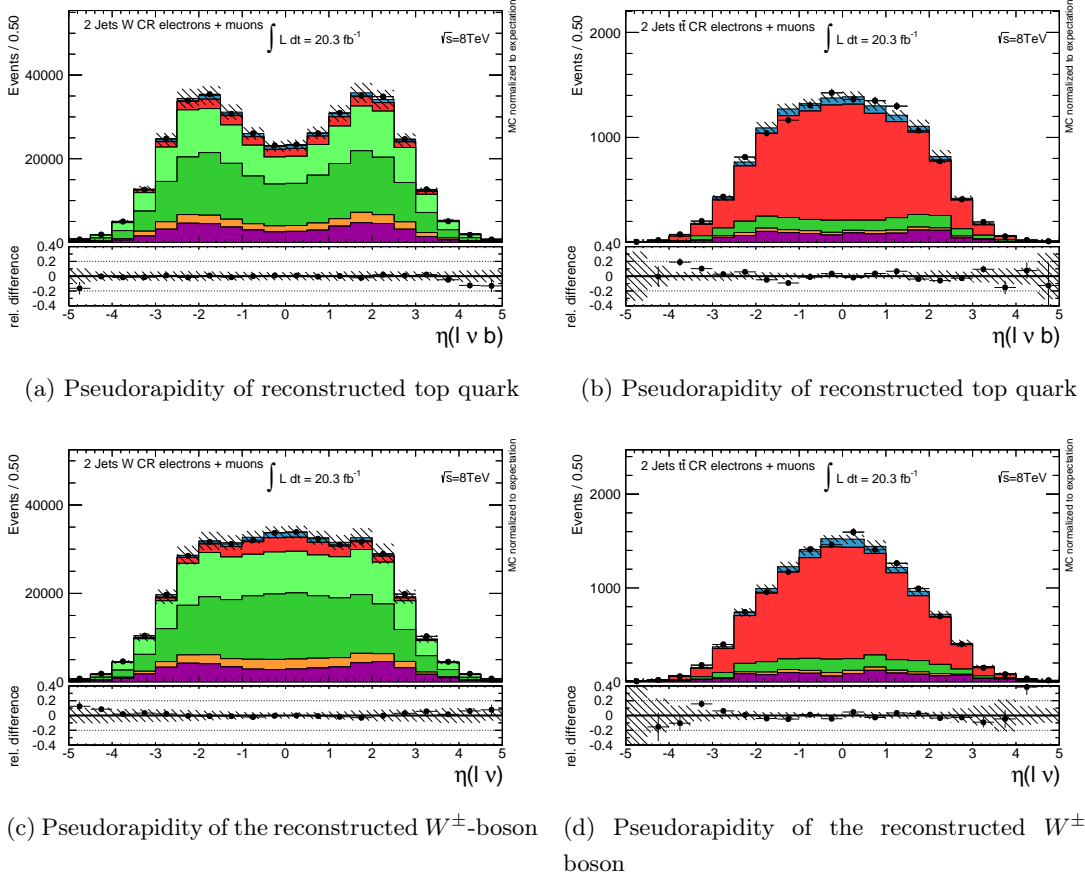 2 Jets W CR electrons + muons
∫ L dt = 20.3 fb⁻¹
√s=8TeV
MC normalized to expectation
Events / 0.50
40000
20000
0
rel. difference
0.40
0.2
0
-0.2
-0.4
-5 -4 -3 -2 -1 0 1 2 3 4 5
η(l ν b)
(a) Pseudorapidity of reconstructed top quark
2 Jets tt̄ CR electrons + muons
∫ L dt = 20.3 fb⁻¹
√s=8TeV
MC normalized to expectation
Events / 0.50
2000
1000
0
rel. difference
0.40
0.2
0
-0.2
-0.4
-5 -4 -3 -2 -1 0 1 2 3 4 5
η(l ν b)
(b) Pseudorapidity of reconstructed top quark
2 Jets W CR electrons + muons
∫ L dt = 20.3 fb⁻¹
√s=8TeV
MC normalized to expectation
Events / 0.50
40000
20000
0
rel. difference
0.40
0.2
0
-0.2
-0.4
-5 -4 -3 -2 -1 0 1 2 3 4 5
η(l ν)
(c) Pseudorapidity of the reconstructed W±-boson
2 Jets tt̄ CR electrons + muons
∫ L dt = 20.3 fb⁻¹
√s=8TeV
MC normalized to expectation
Events / 0.50
2000
1000
0
rel. difference
0.40
0.2
0
-0.2
-0.4
-5 -4 -3 -2 -1 0 1 2 3 4 5
η(l ν)
(d) Pseudorapidity of the reconstructed W±
boson